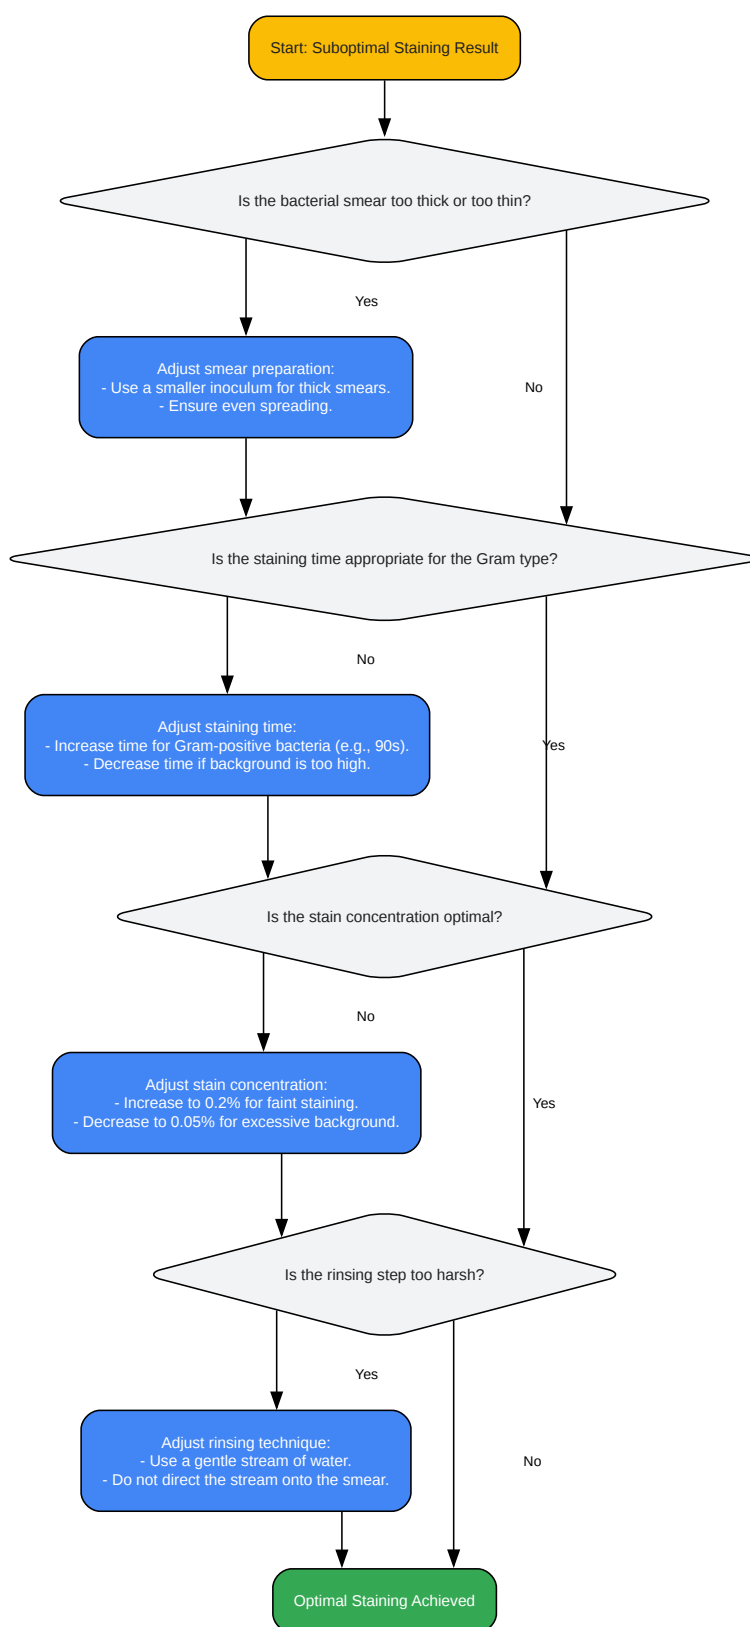 Start: Suboptimal Staining Result
Is the bacterial smear too thick or too thin?
Yes
Adjust smear preparation:
- Use a smaller inoculum for thick smears.
- Ensure even spreading.
No
Is the staining time appropriate for the Gram type?
No
Adjust staining time:
- Increase time for Gram-positive bacteria (e.g., 90s).
- Decrease time if background is too high.
Yes
Is the stain concentration optimal?
No
Adjust stain concentration:
- Increase to 0.2% for faint staining.
- Decrease to 0.05% for excessive background.
Yes
Is the rinsing step too harsh?
Yes
Adjust rinsing technique:
- Use a gentle stream of water.
- Do not direct the stream onto the smear.
No
Optimal Staining Achieved